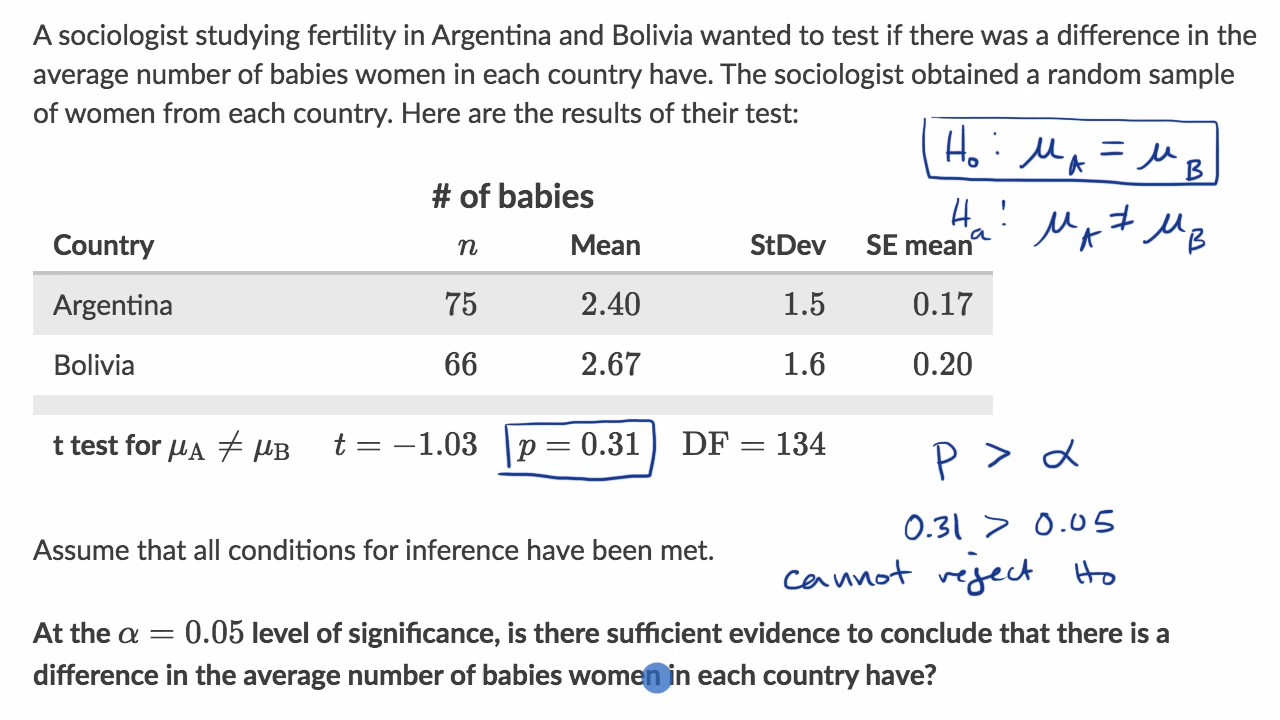 A sociologist studying fertility in Argentina and Bolivia wanted to test if there was a difference in the
average number of babies women in each country have. The sociologist obtained a random sample
of women from each country. Here are the results of their test:
H₀: μ_A = μ_B
Hₐ: μ_A ≠ μ_B
# of babies
Country n Mean StDev SE mean
Argentina 75 2.40 1.5 0.17
Bolivia 66 2.67 1.6 0.20
t test for μ_A ≠ μ_B t = −1.03 p = 0.31 DF = 134
P > α
0.31 > 0.05
cannot reject H₀
Assume that all conditions for inference have been met.
At the α = 0.05 level of significance, is there sufficient evidence to conclude that there is a
difference in the average number of babies women in each country have?